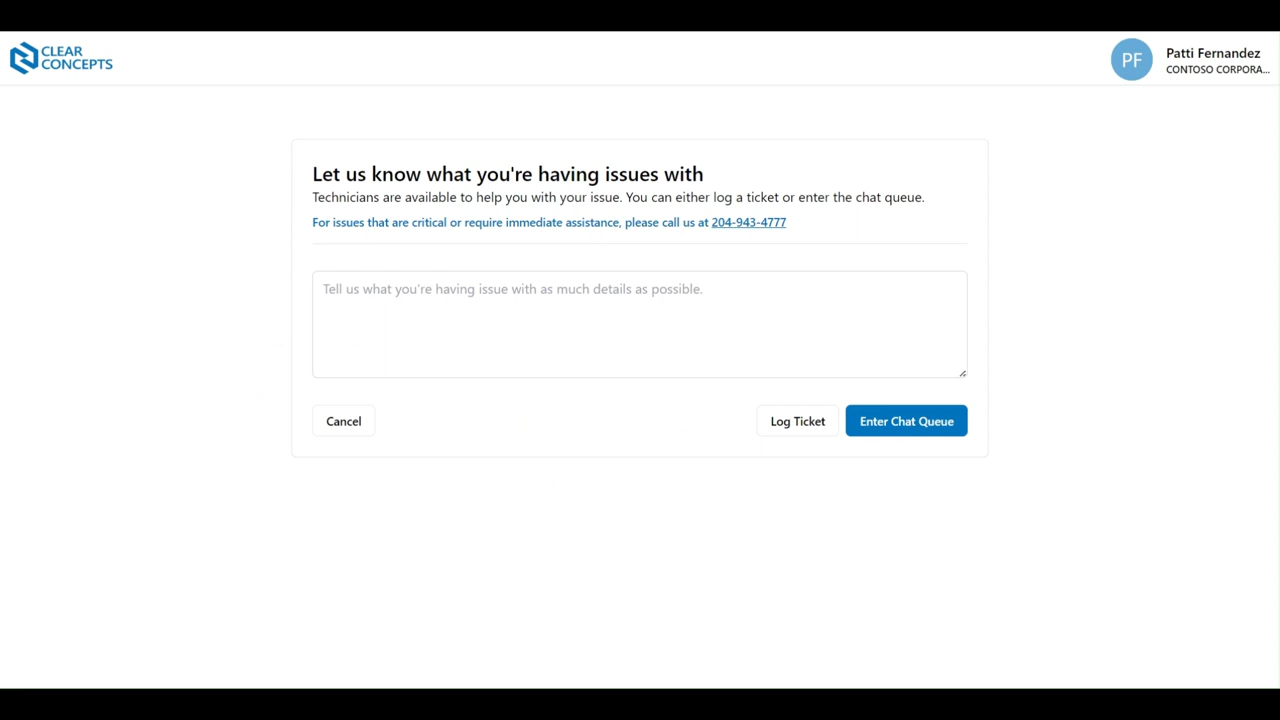 CLEAR
CONCEPTS
PF
Patti Fernandez
CONTOSO CORPORA...
Let us know what you're having issues with
Technicians are available to help you with your issue. You can either log a ticket or enter the chat queue.
For issues that are critical or require immediate assistance, please call us at 204-943-4777
Tell us what you're having issue with as much details as possible.
Cancel
Log Ticket
Enter Chat Queue